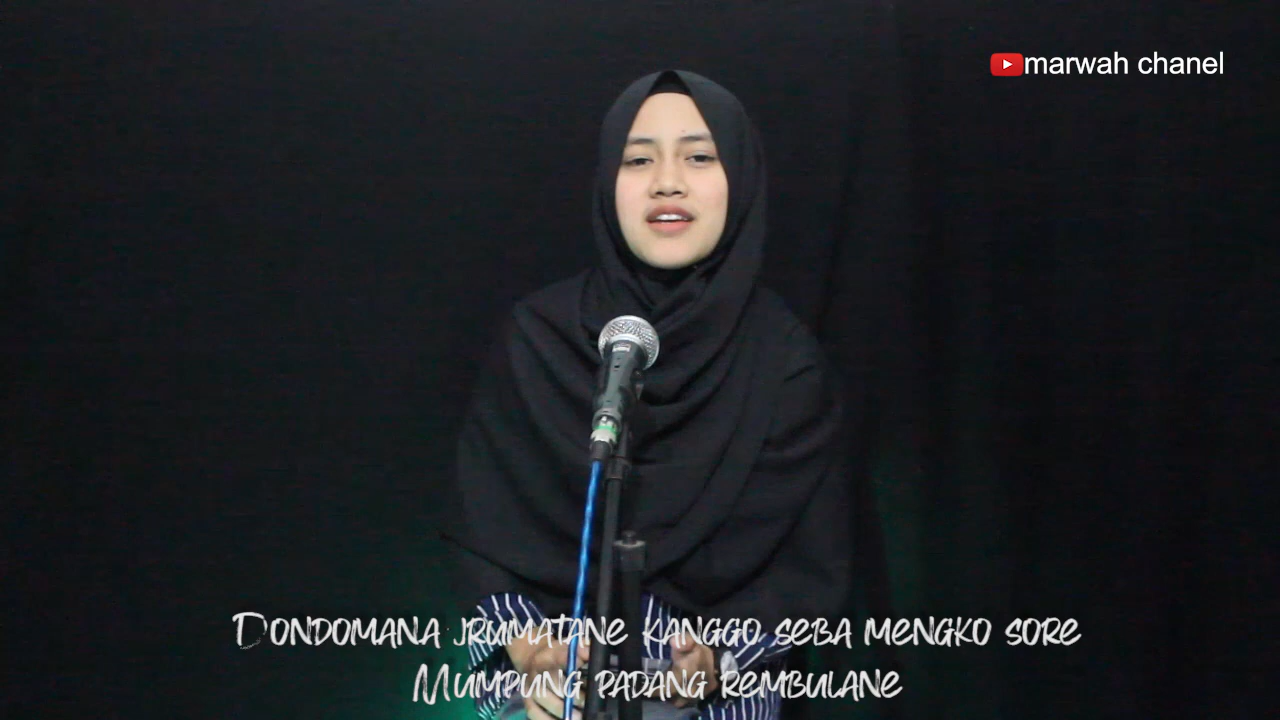 marwah chanel
Dondomana jrumatane kanggo seba mengko sore
Mumpung padang rembulane